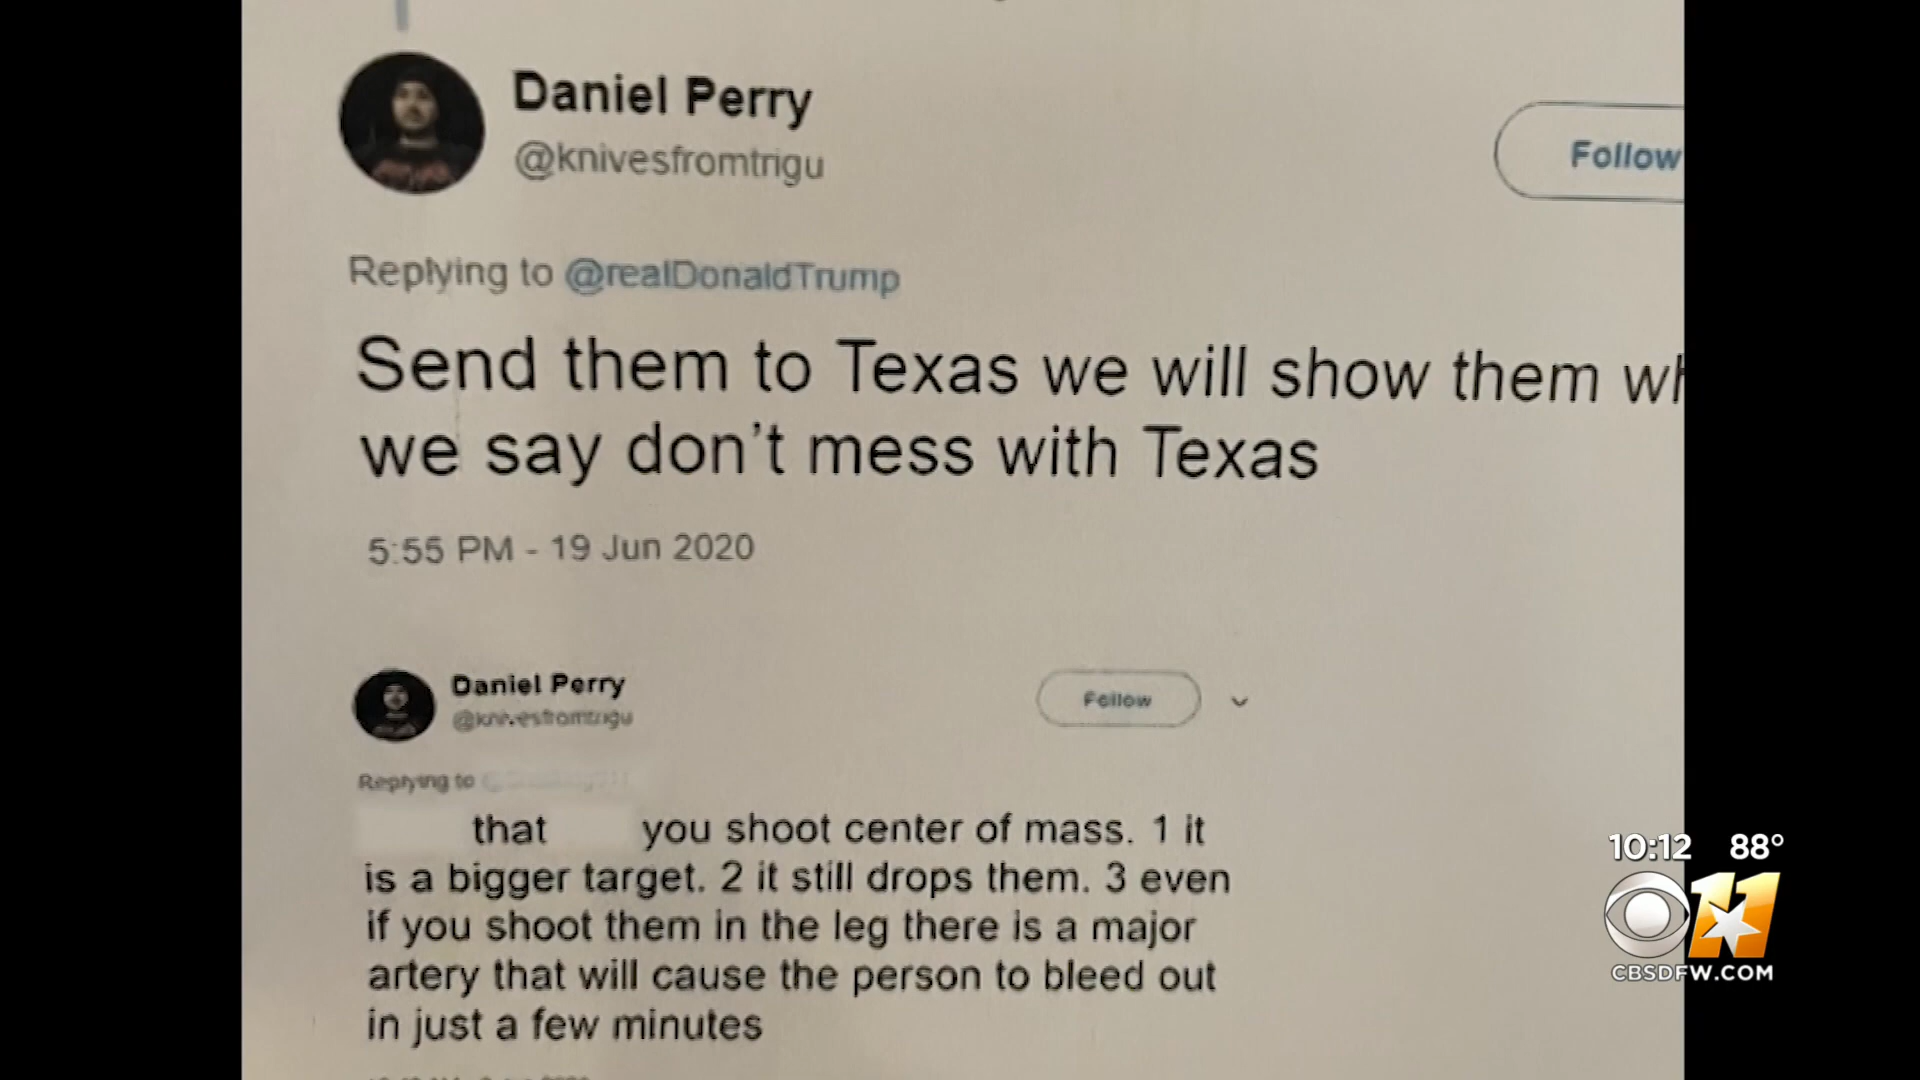 Daniel Perry
@knivesfromtrigu
Follow
Replying to @realDonaldTrump
Send them to Texas we will show them
we say don't mess with Texas
5:55 PM - 19 Jun 2020
Daniel Perry
@knivesfromtrigu
Follow
Replying to
that you shoot center of mass. 1 it
is a bigger target. 2 it still drops them. 3 even
if you shoot them in the leg there is a major
artery that will cause the person to bleed out
in just a few minutes
10:12 88°
11
CBSDFW.COM